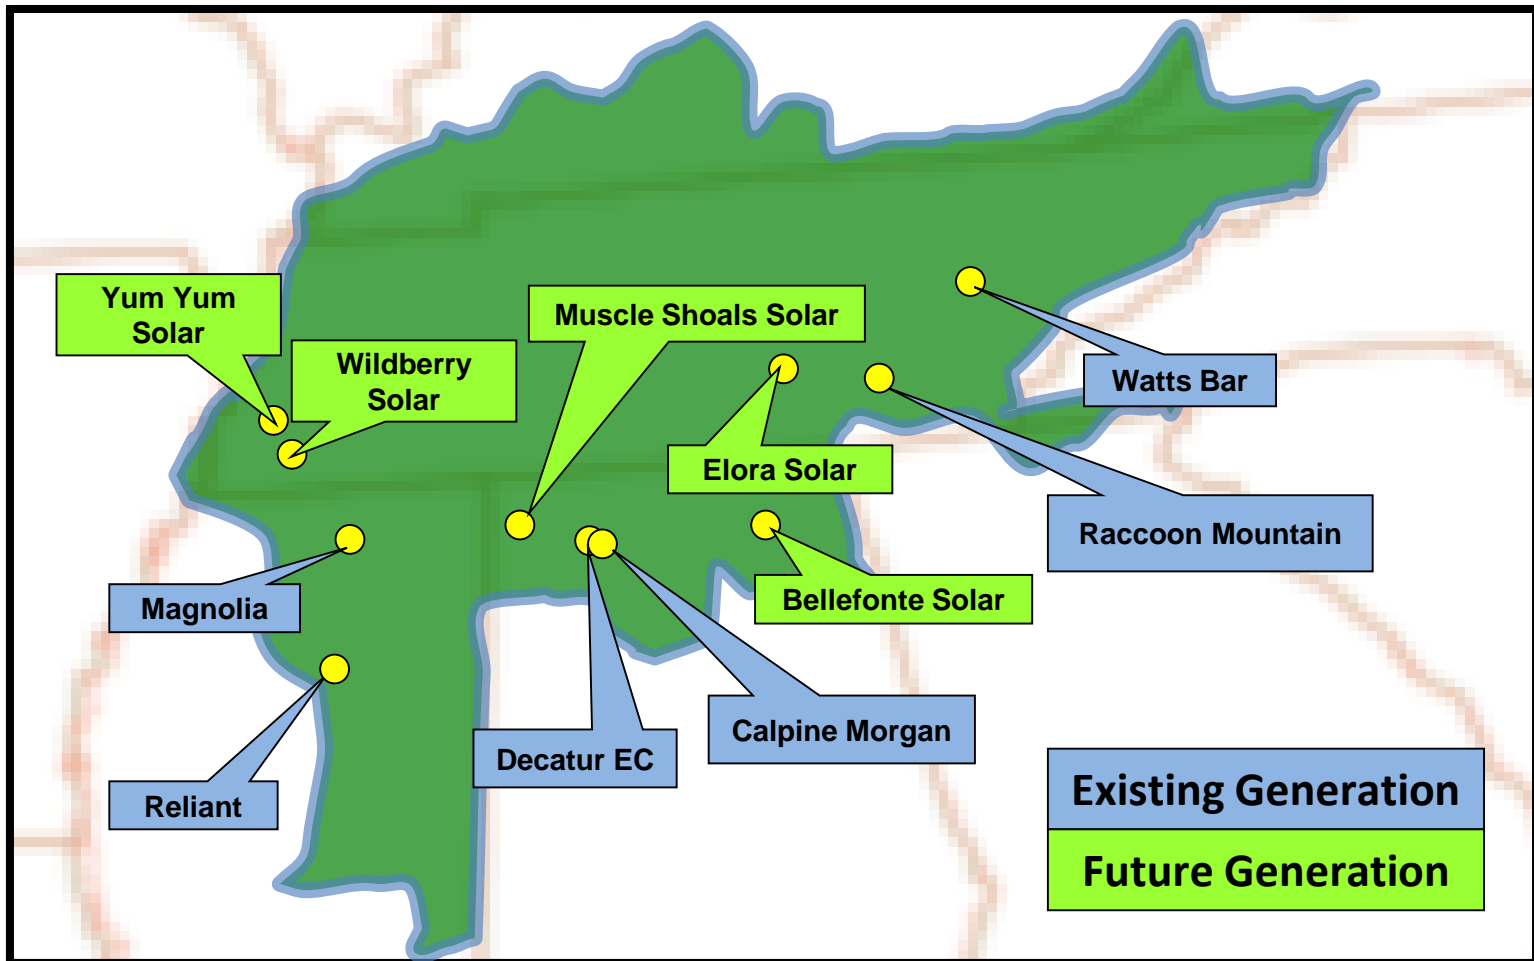 Yum Yum
Solar
Wildberry
Solar
Muscle Shoals Solar
Watts Bar
Elora Solar
Raccoon Mountain
Magnolia
Bellefonte Solar
Reliant
Decatur EC
Calpine Morgan
Existing Generation
Future Generation